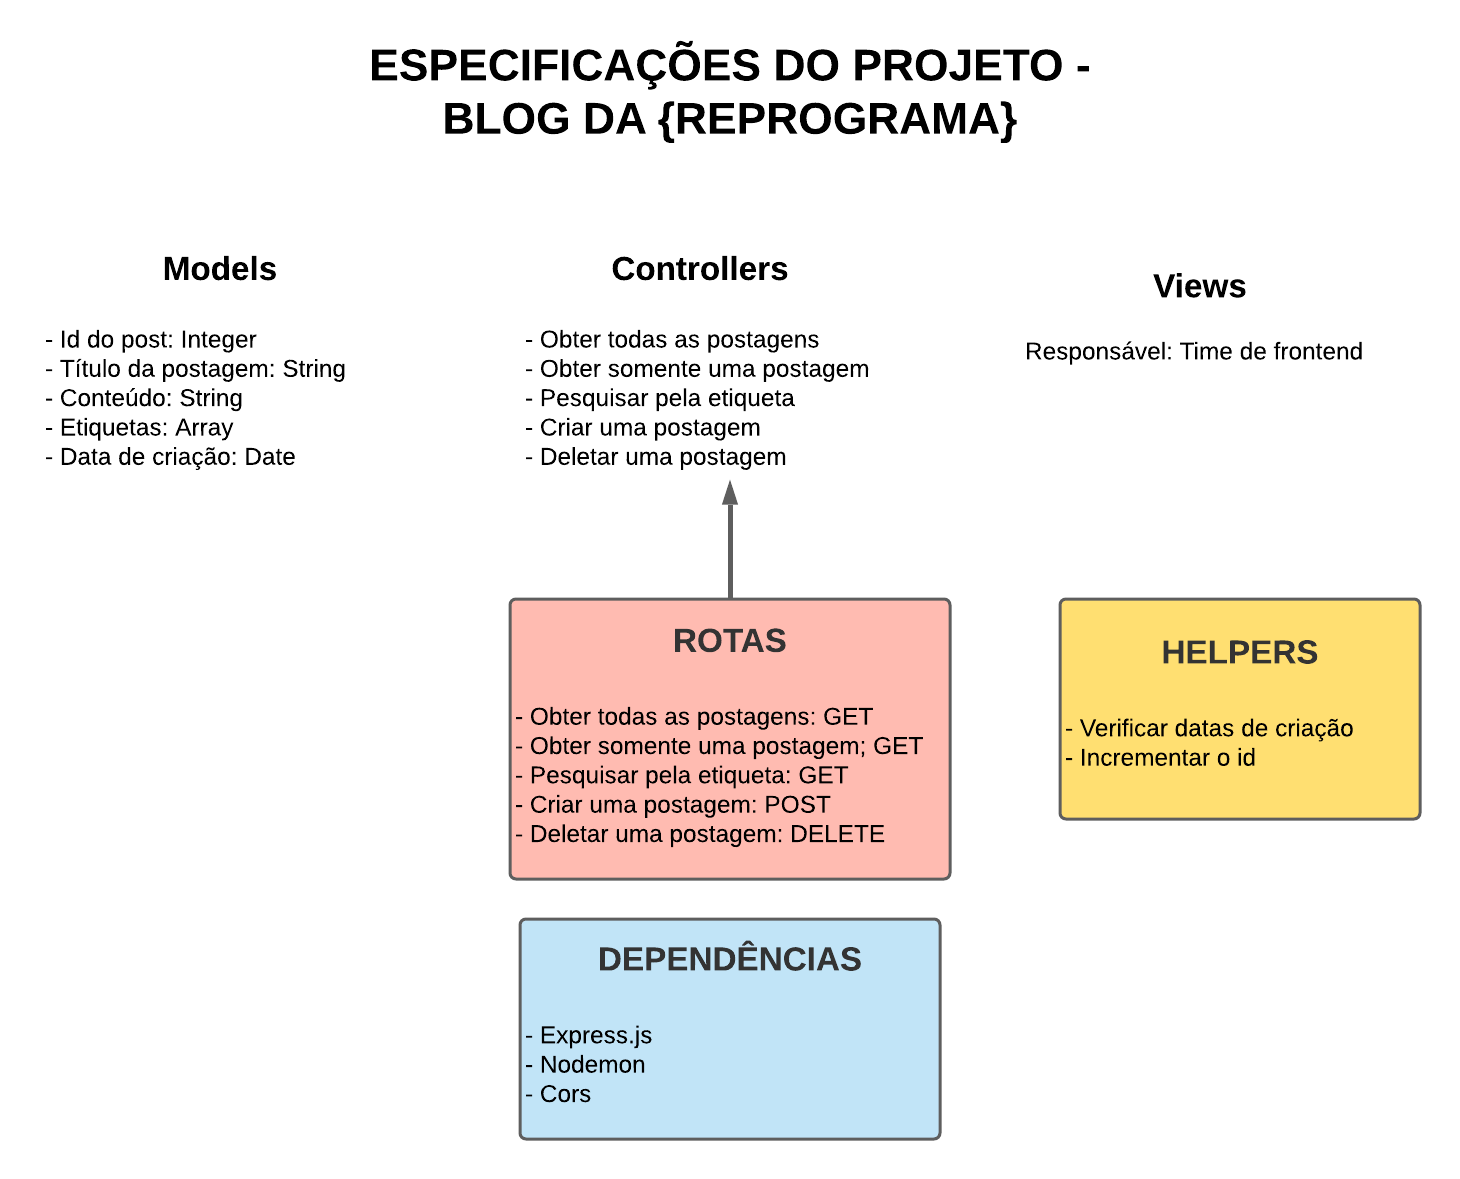 ESPECIFICAÇÕES DO PROJETO -
BLOG DA {REPROGRAMA}
Models
- Id do post: Integer
- Título da postagem: String
- Conteúdo: String
- Etiquetas: Array
- Data de criação: Date
Controllers
- Obter todas as postagens
- Obter somente uma postagem
- Pesquisar pela etiqueta
- Criar uma postagem
- Deletar uma postagem
Views
Responsável: Time de frontend
ROTAS
- Obter todas as postagens: GET
- Obter somente uma postagem; GET
- Pesquisar pela etiqueta: GET
- Criar uma postagem: POST
- Deletar uma postagem: DELETE
HELPERS
- Verificar datas de criação
- Incrementar o id
DEPENDÊNCIAS
- Express.js
- Nodemon
- Cors